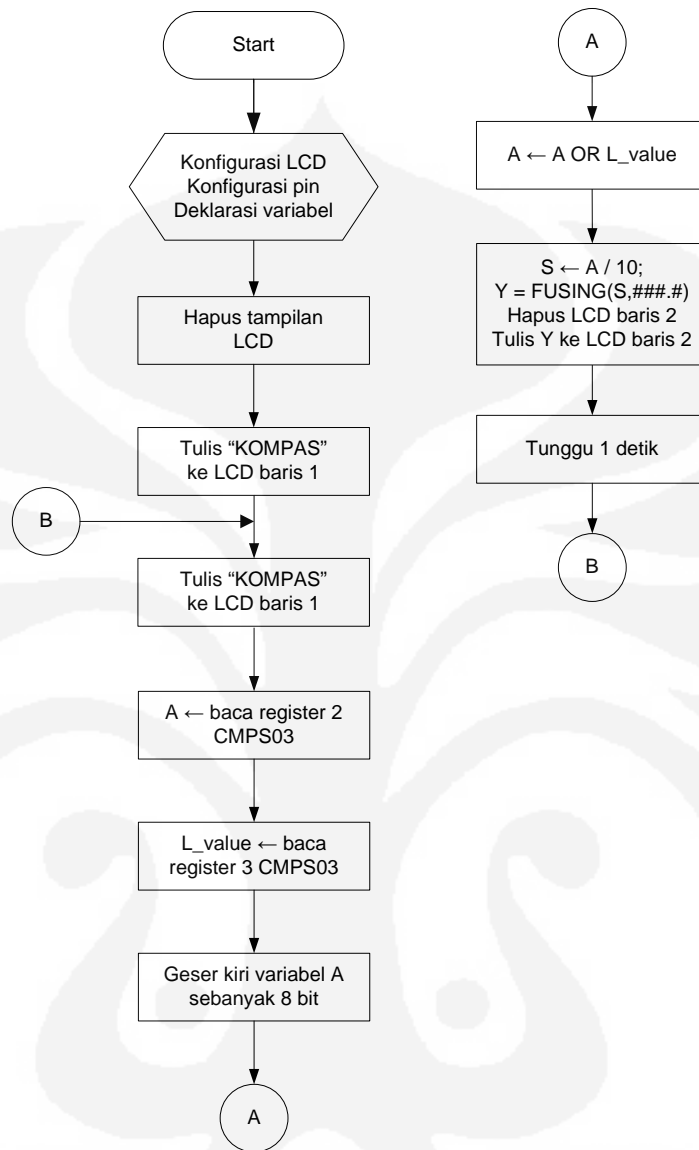 Start
Konfigurasi LCD
Konfigurasi pin
Deklarasi variabel
Hapus tampilan
LCD
Tulis “KOMPAS”
ke LCD baris 1
B
Tulis “KOMPAS”
ke LCD baris 1
A ← baca register 2
CMPS03
L_value ← baca
register 3 CMPS03
Geser kiri variabel A
sebanyak 8 bit
A
A
A ← A OR L_value
S ← A / 10;
Y = FUSING(S,###.#)
Hapus LCD baris 2
Tulis Y ke LCD baris 2
Tunggu 1 detik
B